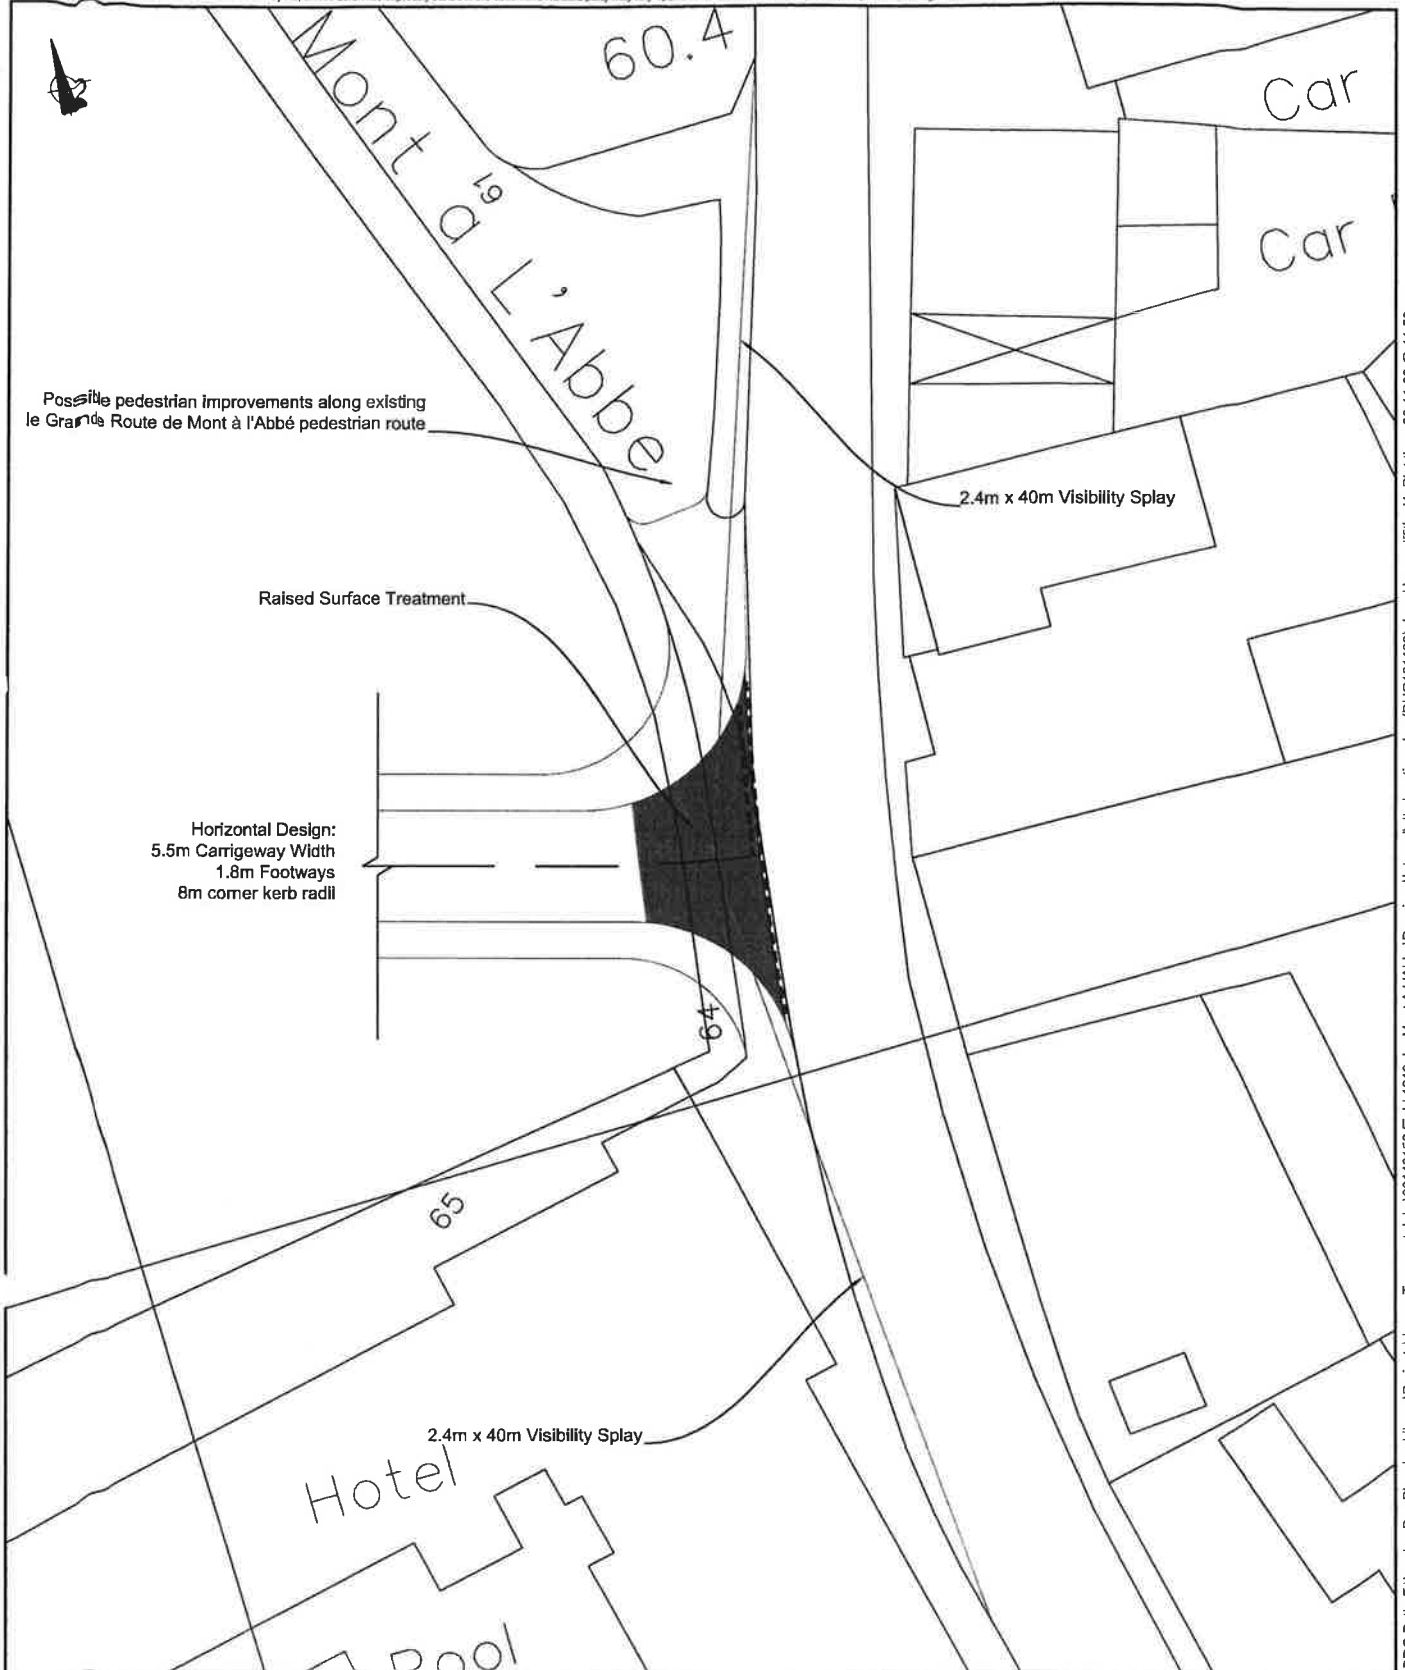 60.4
Car
Mont à L'Abbe
61
Car
Possible pedestrian improvements along existing
le Grande Route de Mont à l'Abbé pedestrian route
2.4m x 40m Visibility Splay
Raised Surface Treatment
Horizontal Design:
5.5m Carrigeway Width
1.8m Footways
8m corner kerb radii
64
65
2.4m x 40m Visibility Splay
Hotel
Pool